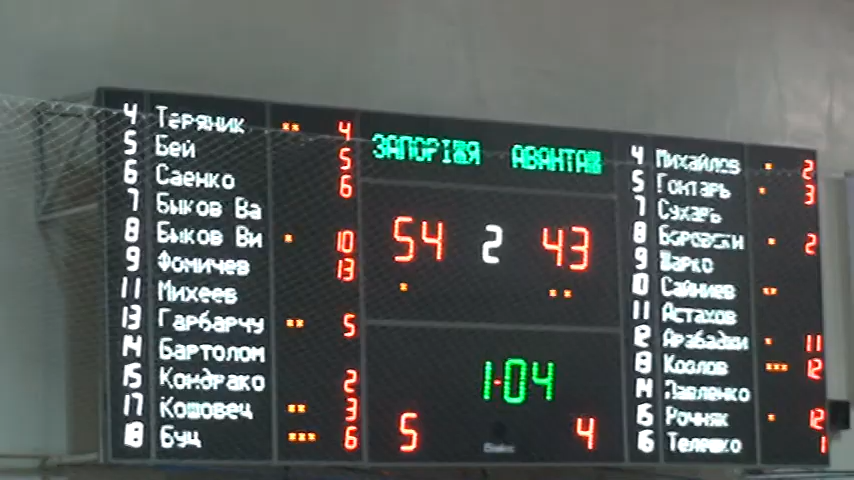 4 Теряник ** 4
5 Бей 5
6 Саенко 6
7 Быков Ва
8 Быков Ви * 10
9 Фомичев 13
11 Михеев
13 Гарбарчу ** 5
14 Бартолом
15 Кондрако 2
17 Кошовец ** 3
18 Буц *** 6
ЗАПОРІЖЯ АВАНТАЖ
54 2 43
* **
1-04
5 4
4 Михайлов * 2
5 Гонтарь * 3
7 Сухарь
8 Боровски * 2
9 Жарко
10 Сайниев **
11 Астахов
12 Арабаджи * 11
13 Козлов *** 12
14 Павленко
15 Рочняк * 12
16 Телешко 1